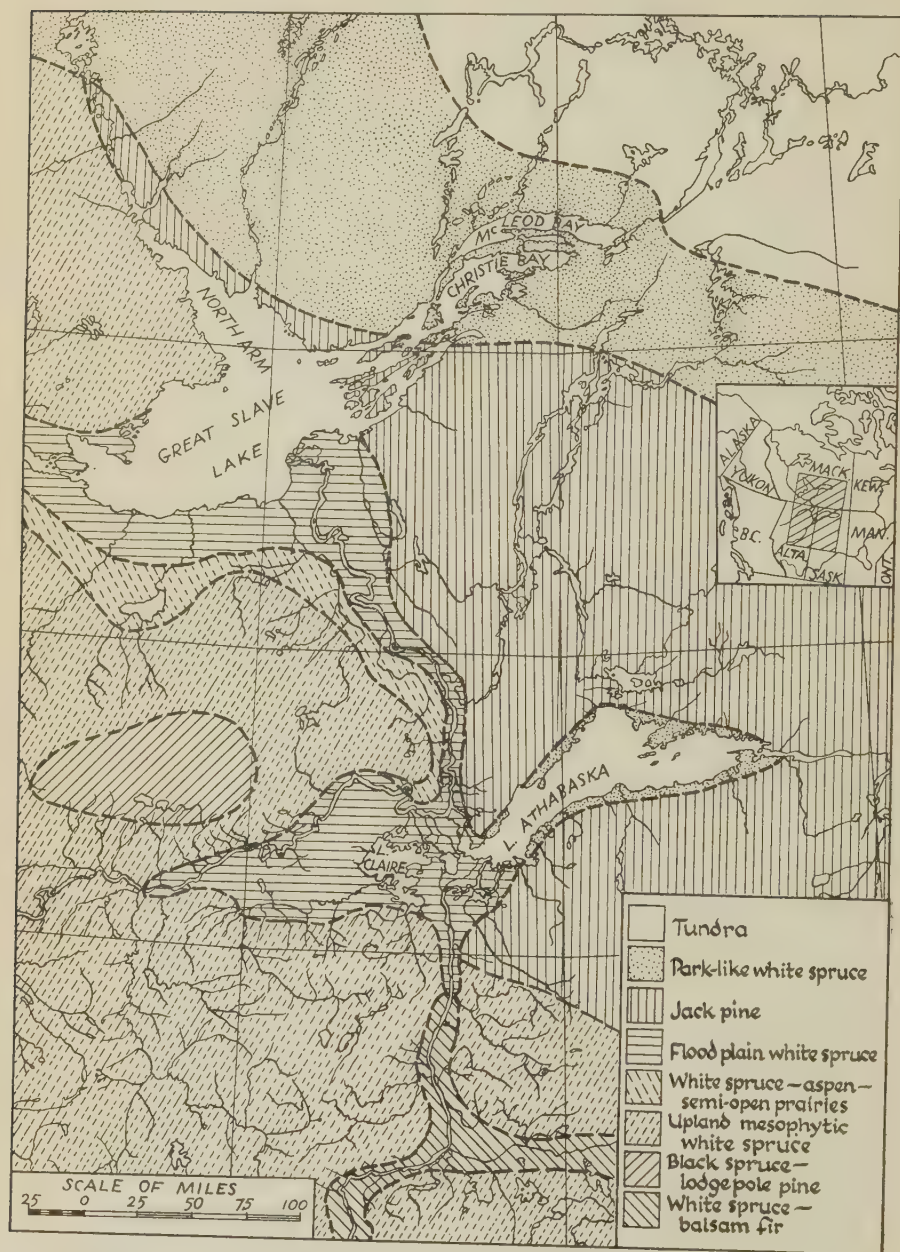 McLEOD BAY
CHRISTIE BAY
NORTH ARM
GREAT SLAVE
LAKE
ALASKA
YUKON
MACK
KEW.
B.C.
ALTA
SASK
MAN.
ONT
L. ATHABASKA
L.
CLAIRE
Tundra
Park-like white spruce
Jack pine
Flood plain white spruce
White spruce—aspen—
semi-open prairies
Upland mesophytic
white spruce
Black spruce—
lodgepole pine
White spruce—
balsam fir
SCALE OF MILES
25 0 25 50 75 100